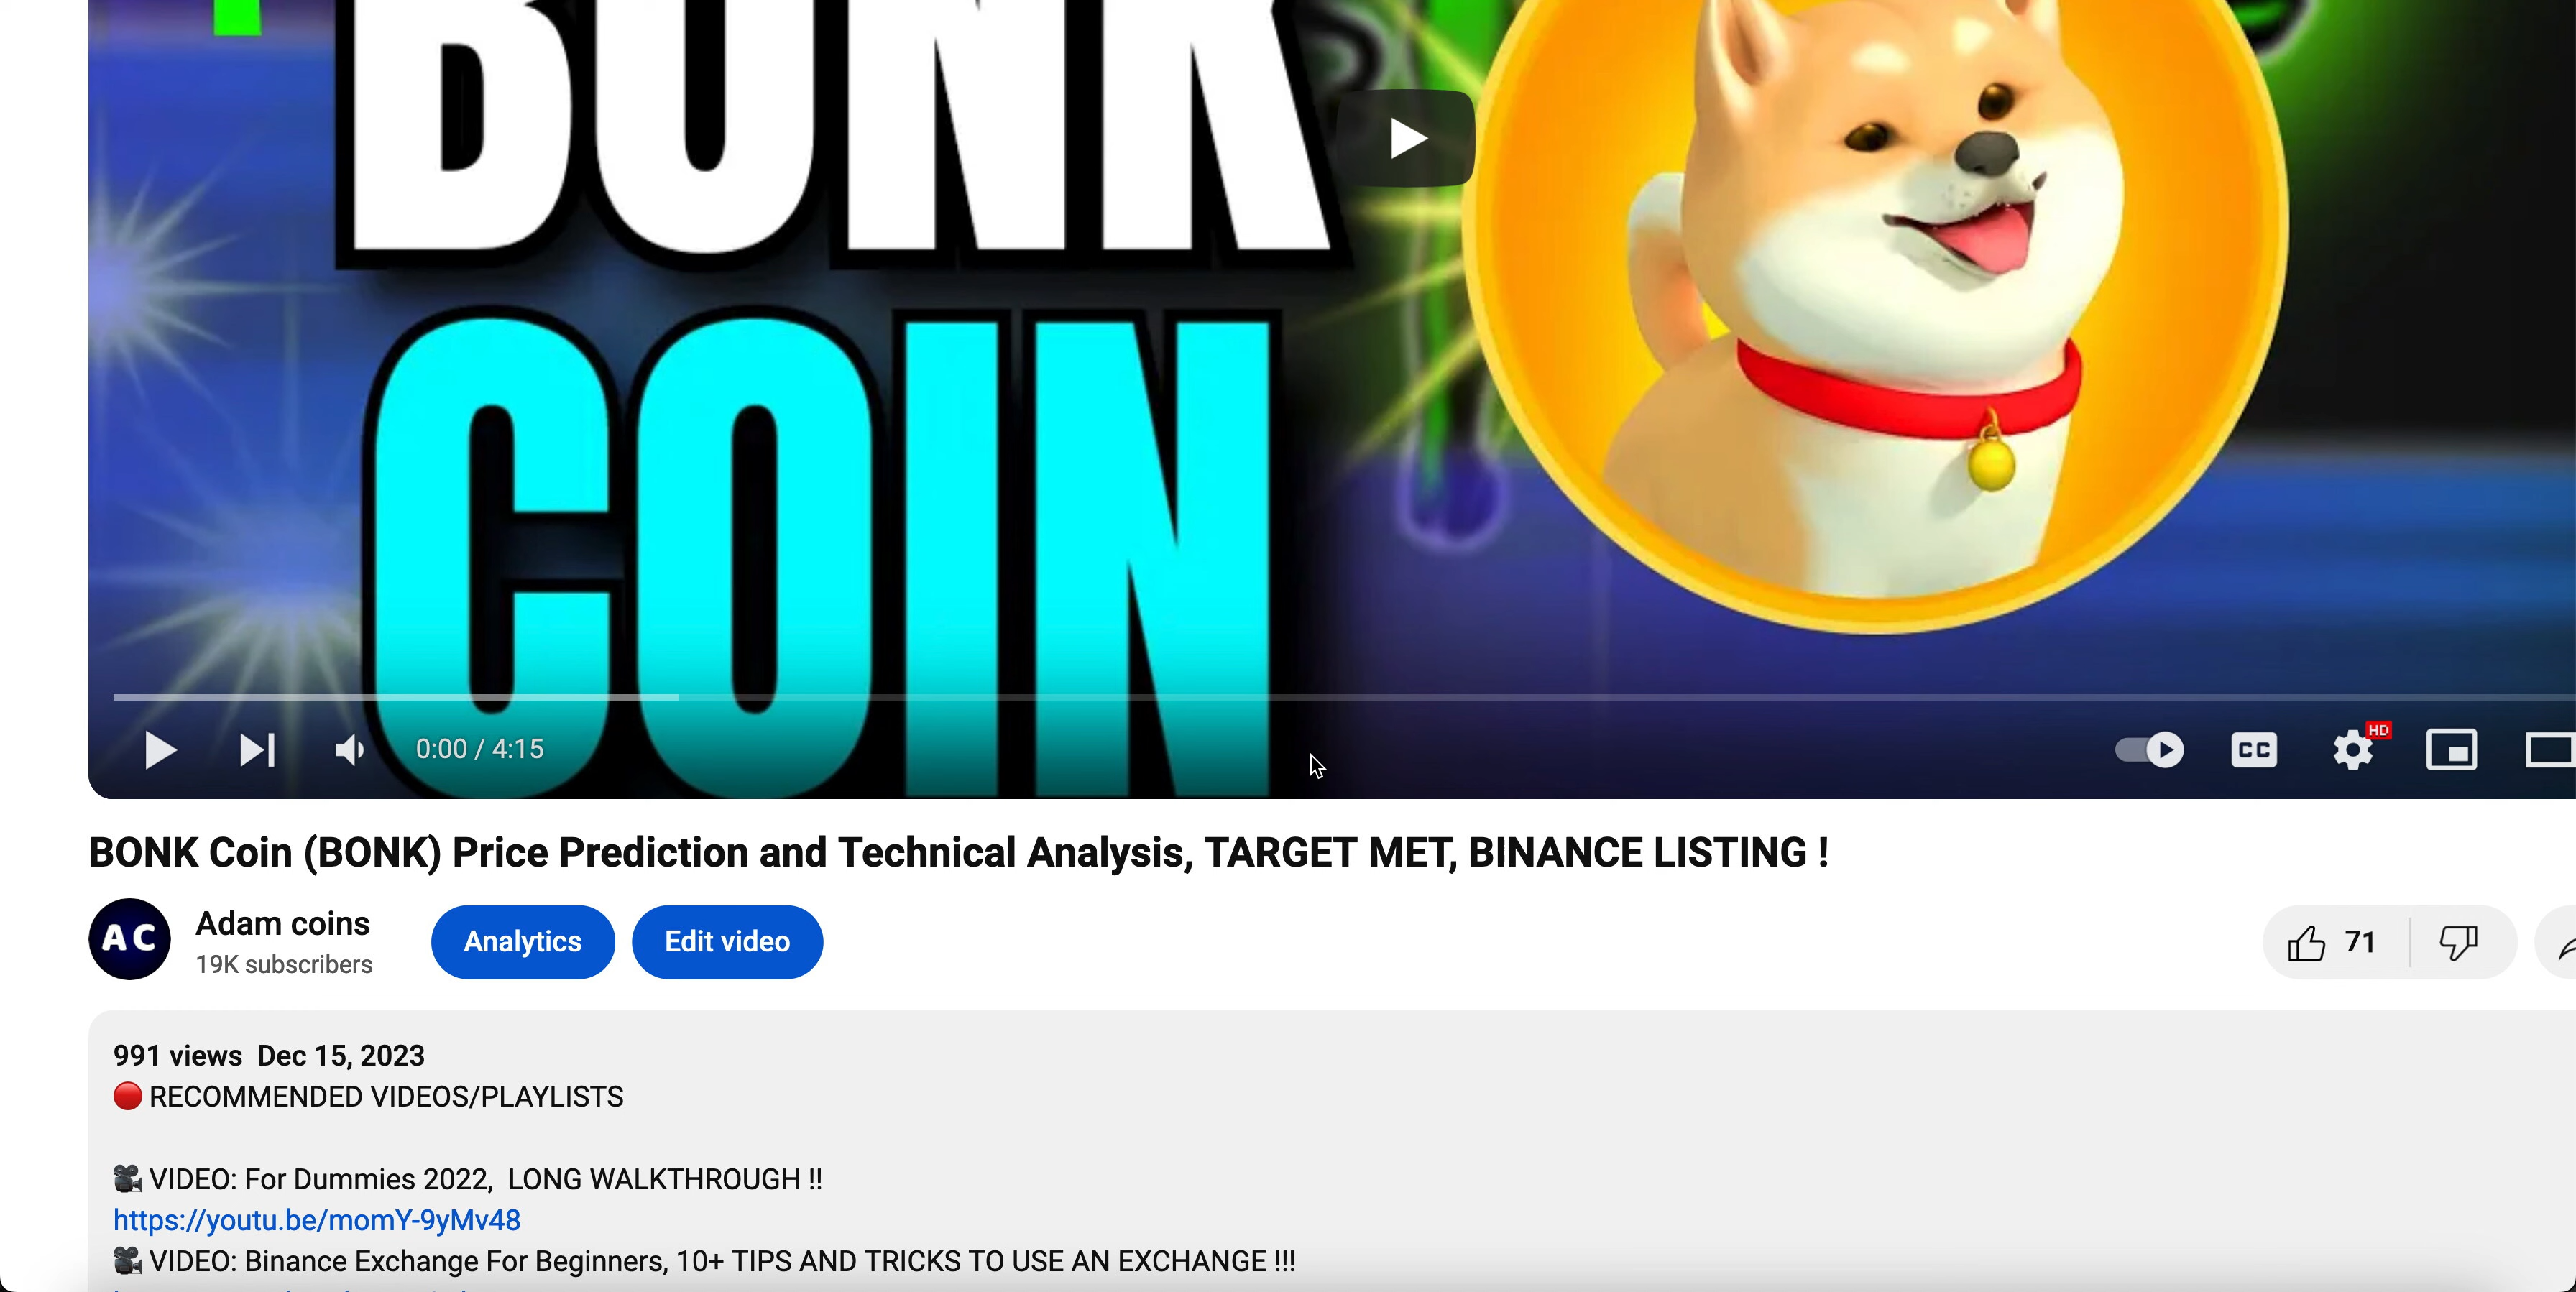 BONK
COIN
0:00 / 4:15
CC
HD
BONK Coin (BONK) Price Prediction and Technical Analysis, TARGET MET, BINANCE LISTING !
AC
Adam coins
19K subscribers
Analytics
Edit video
71
991 views Dec 15, 2023
🔴 RECOMMENDED VIDEOS/PLAYLISTS
🎥 VIDEO: For Dummies 2022, LONG WALKTHROUGH !!
https://youtu.be/momY-9yMv48
🎥 VIDEO: Binance Exchange For Beginners, 10+ TIPS AND TRICKS TO USE AN EXCHANGE !!!